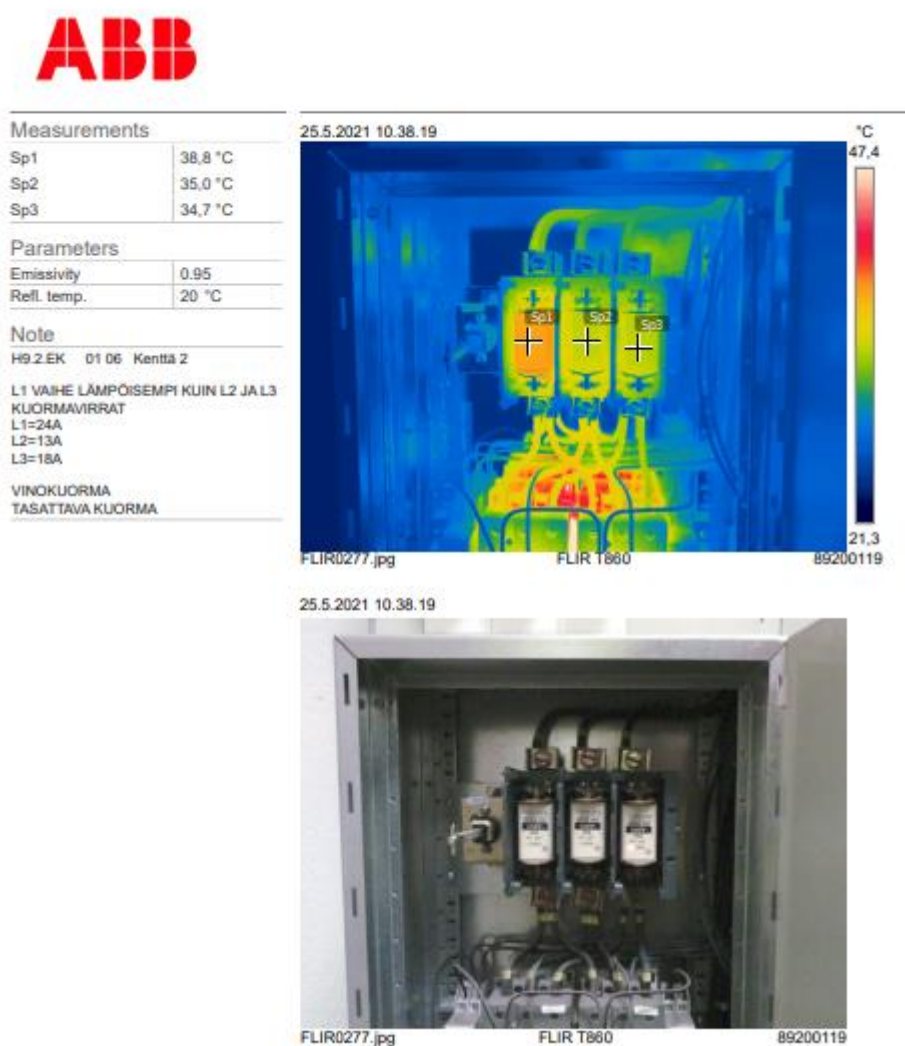 ABB
Measurements
Sp1 38,8 °C
Sp2 35,0 °C
Sp3 34,7 °C
Parameters
Emissivity 0.95
Refl. temp. 20 °C
Note
H9.2.EK 01 06 Kenttä 2
L1 VAIHE LÄMPÖISEMPI KUIN L2 JA L3
KUORMAVIRRAT
L1=24A
L2=13A
L3=18A
VINOKUORMA
TASATTAVA KUORMA
25.5.2021 10.38.19
°C
47,4
Sp1 Sp2 Sp3
21,3
FLIR0277.jpg FLIR T860 89200119
25.5.2021 10.38.19
FLIR0277.jpg FLIR T860 89200119